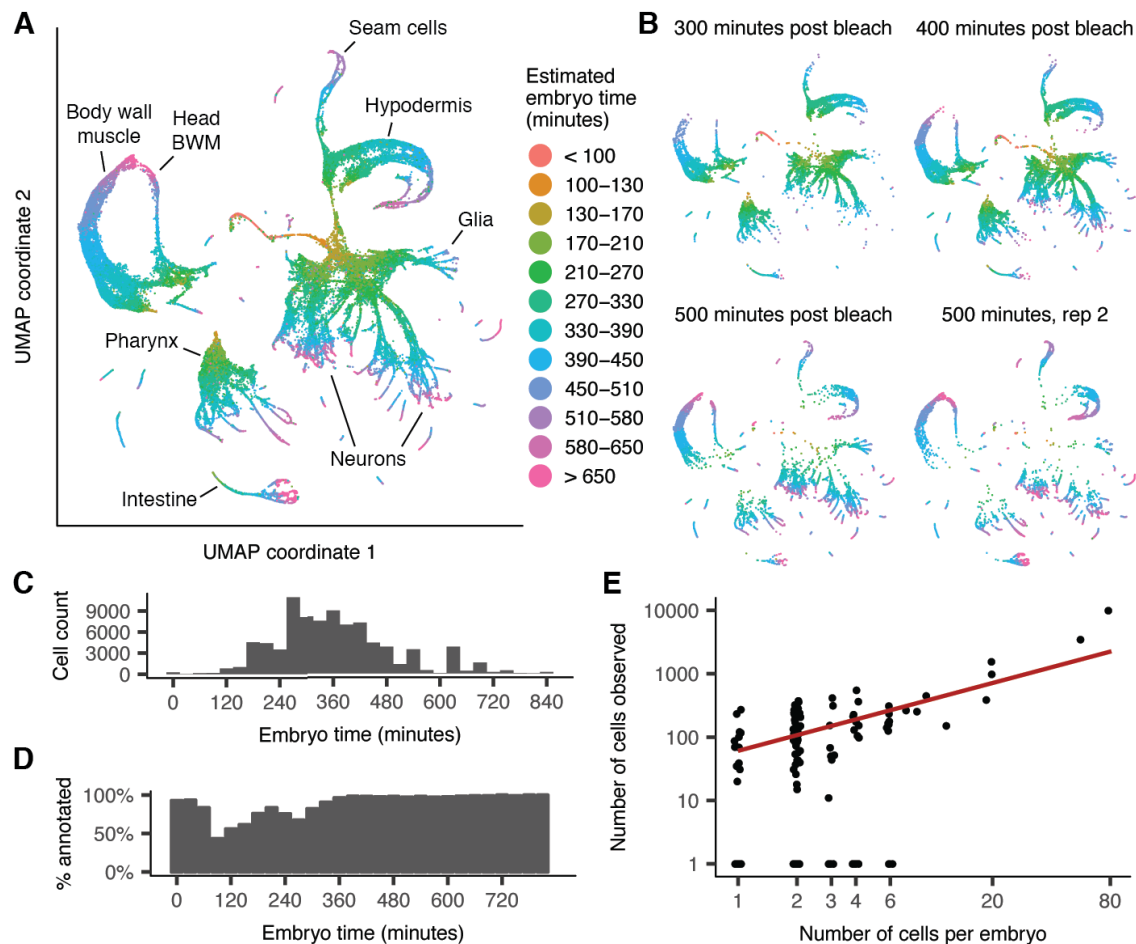 A
Seam cells
Hypodermis
Body wall
muscle
Head
BWM
Glia
Pharynx
Neurons
Intestine
UMAP coordinate 2
UMAP coordinate 1
Estimated
embryo time
(minutes)
< 100
100–130
130–170
170–210
210–270
270–330
330–390
390–450
450–510
510–580
580–650
> 650
B
300 minutes post bleach
400 minutes post bleach
500 minutes post bleach
500 minutes, rep 2
C
Cell count
9000
6000
3000
0
0 120 240 360 480 600 720 840
Embryo time (minutes)
D
% annotated
100%
50%
0%
0 120 240 360 480 600 720
Embryo time (minutes)
E
Number of cells observed
10000
1000
100
10
1
1 2 3 4 6 20 80
Number of cells per embryo